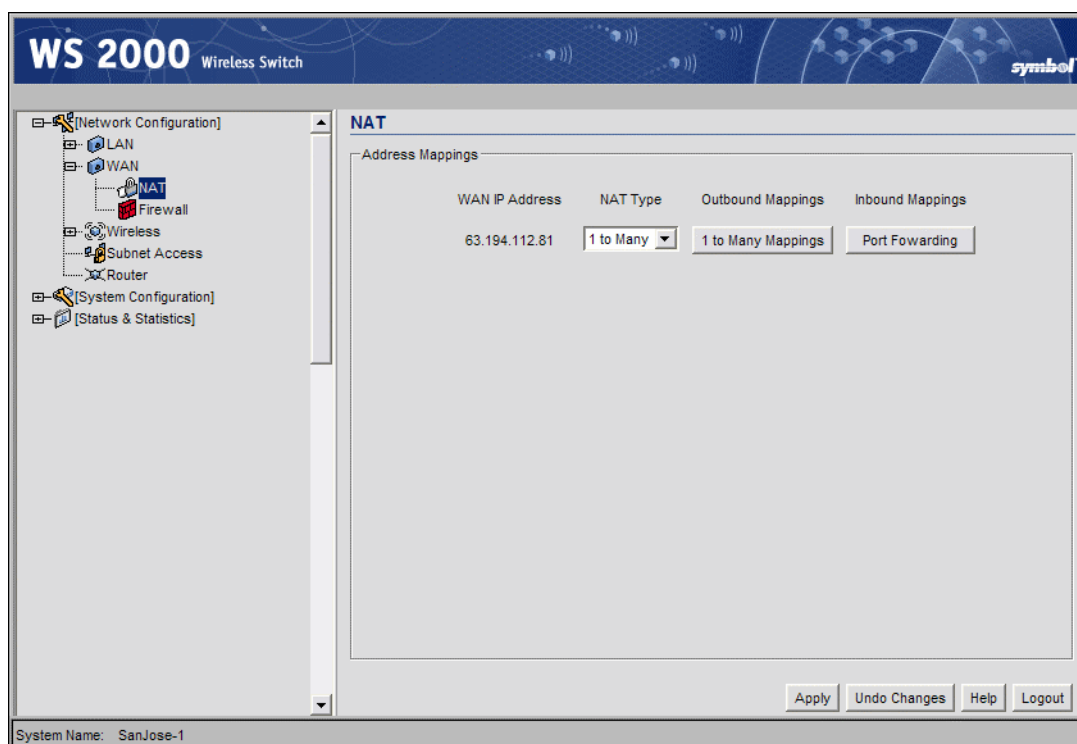 WS 2000 Wireless Switch
symbol
[Network Configuration]
LAN
WAN
NAT
Firewall
Wireless
Subnet Access
Router
[System Configuration]
[Status & Statistics]
NAT
Address Mappings
WAN IP Address NAT Type Outbound Mappings Inbound Mappings
63.194.112.81 1 to Many 1 to Many Mappings Port Fowarding
Apply Undo Changes Help Logout
System Name: SanJose-1